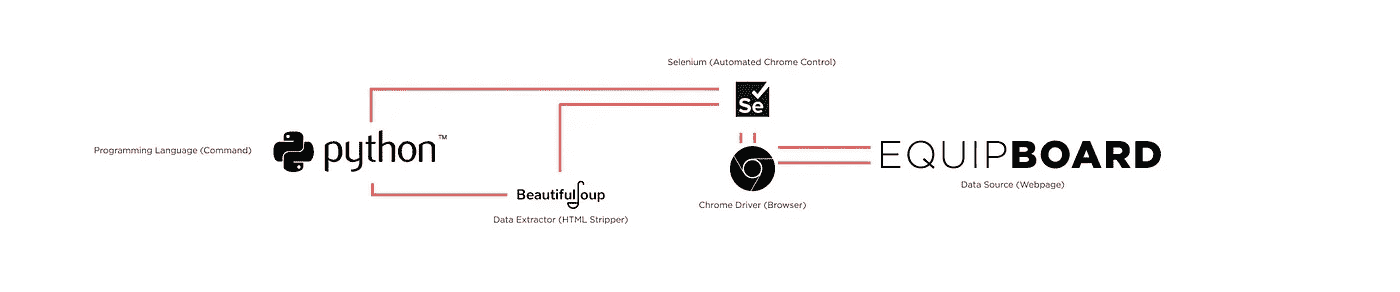 Selenium (Automated Chrome Control)
Se
Programming Language (Command)
python™
EQUIPBOARD
Data Source (Webpage)
BeautifulSoup
Data Extractor (HTML Stripper)
Chrome Driver (Browser)